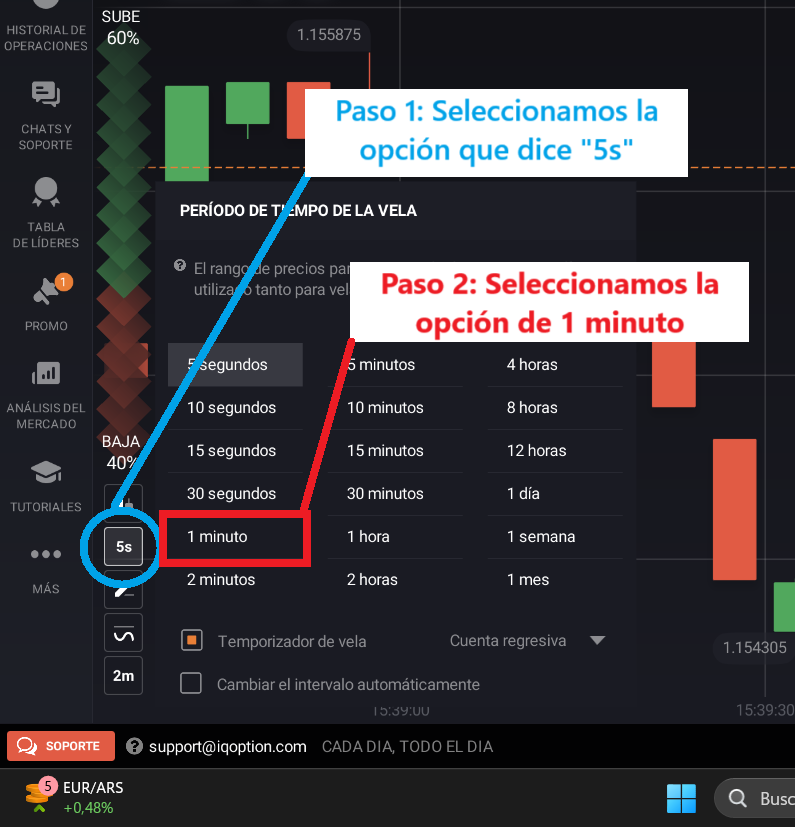 SUBE
60%
HISTORIAL DE
OPERACIONES
1.155875
Paso 1: Seleccionamos la
opción que dice "5s"
CHATS Y
SOPORTE
TABLA
DE LÍDERES
PERÍODO DE TIEMPO DE LA VELA
El rango de precios par
utilizado tanto para vel
Paso 2: Seleccionamos la
opción de 1 minuto
1
PROMO
5 segundos
5 minutos
4 horas
10 segundos
10 minutos
8 horas
15 segundos
15 minutos
12 horas
30 segundos
30 minutos
1 día
1 minuto
1 hora
1 semana
2 minutos
2 horas
1 mes
ANÁLISIS DEL
MERCADO
BAJA
40%
TUTORIALES
5s
MÁS
2m
Temporizador de vela
Cuenta regresiva
Cambiar el intervalo automáticamente
1.154305
15:39:00
15:39:30
SOPORTE
support@iqoption.com
CADA DIA, TODO EL DIA
5
EUR/ARS
+0,48%
Busc